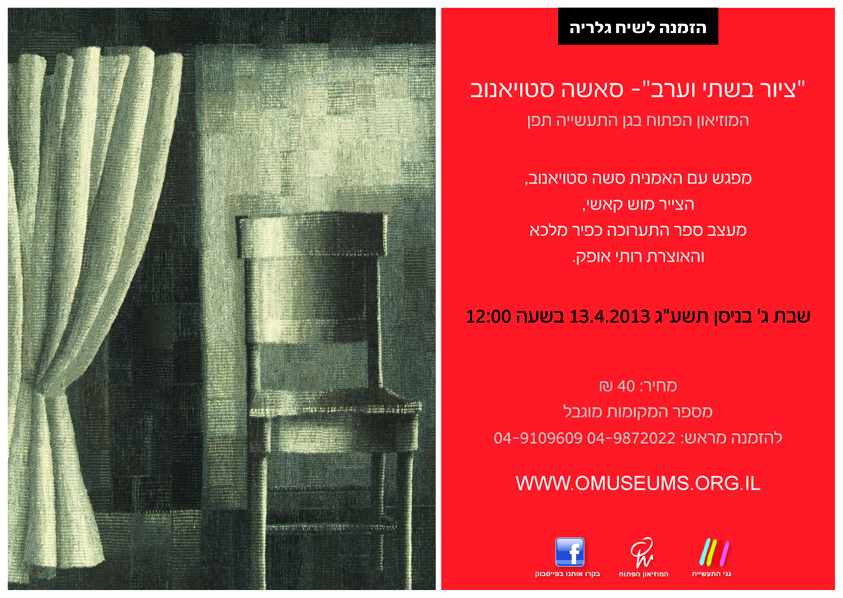 הזמנה לשיח גלריה
"ציור בשתי וערב"- סאשה סטויאנוב
המוזיאון הפתוח בגן התעשייה תפן
מפגש עם האמנית סשה סטויאנוב,
הצייר מוש קאשי,
מעצב ספר התערוכה כפיר מלכא
והאוצרת רותי אופק.
שבת ג' בניסן תשע"ג 13.4.2013 בשעה 12:00
מחיר: 40 ₪
מספר המקומות מוגבל
להזמנה מראש: 04-9872022 04-9109609
WWW.OMUSEUMS.ORG.IL
גני התעשייה
המוזיאון הפתוח
בקרו אותנו בפייסבוק